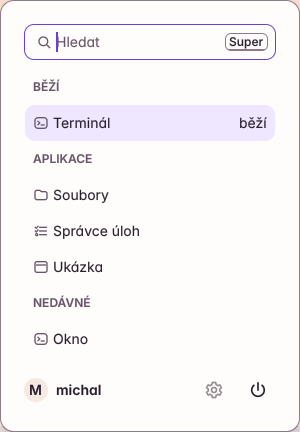 Hledat Super
BĚŽÍ
Terminál běží
APLIKACE
Soubory
Správce úloh
Ukázka
NEDÁVNÉ
Okno
M michal